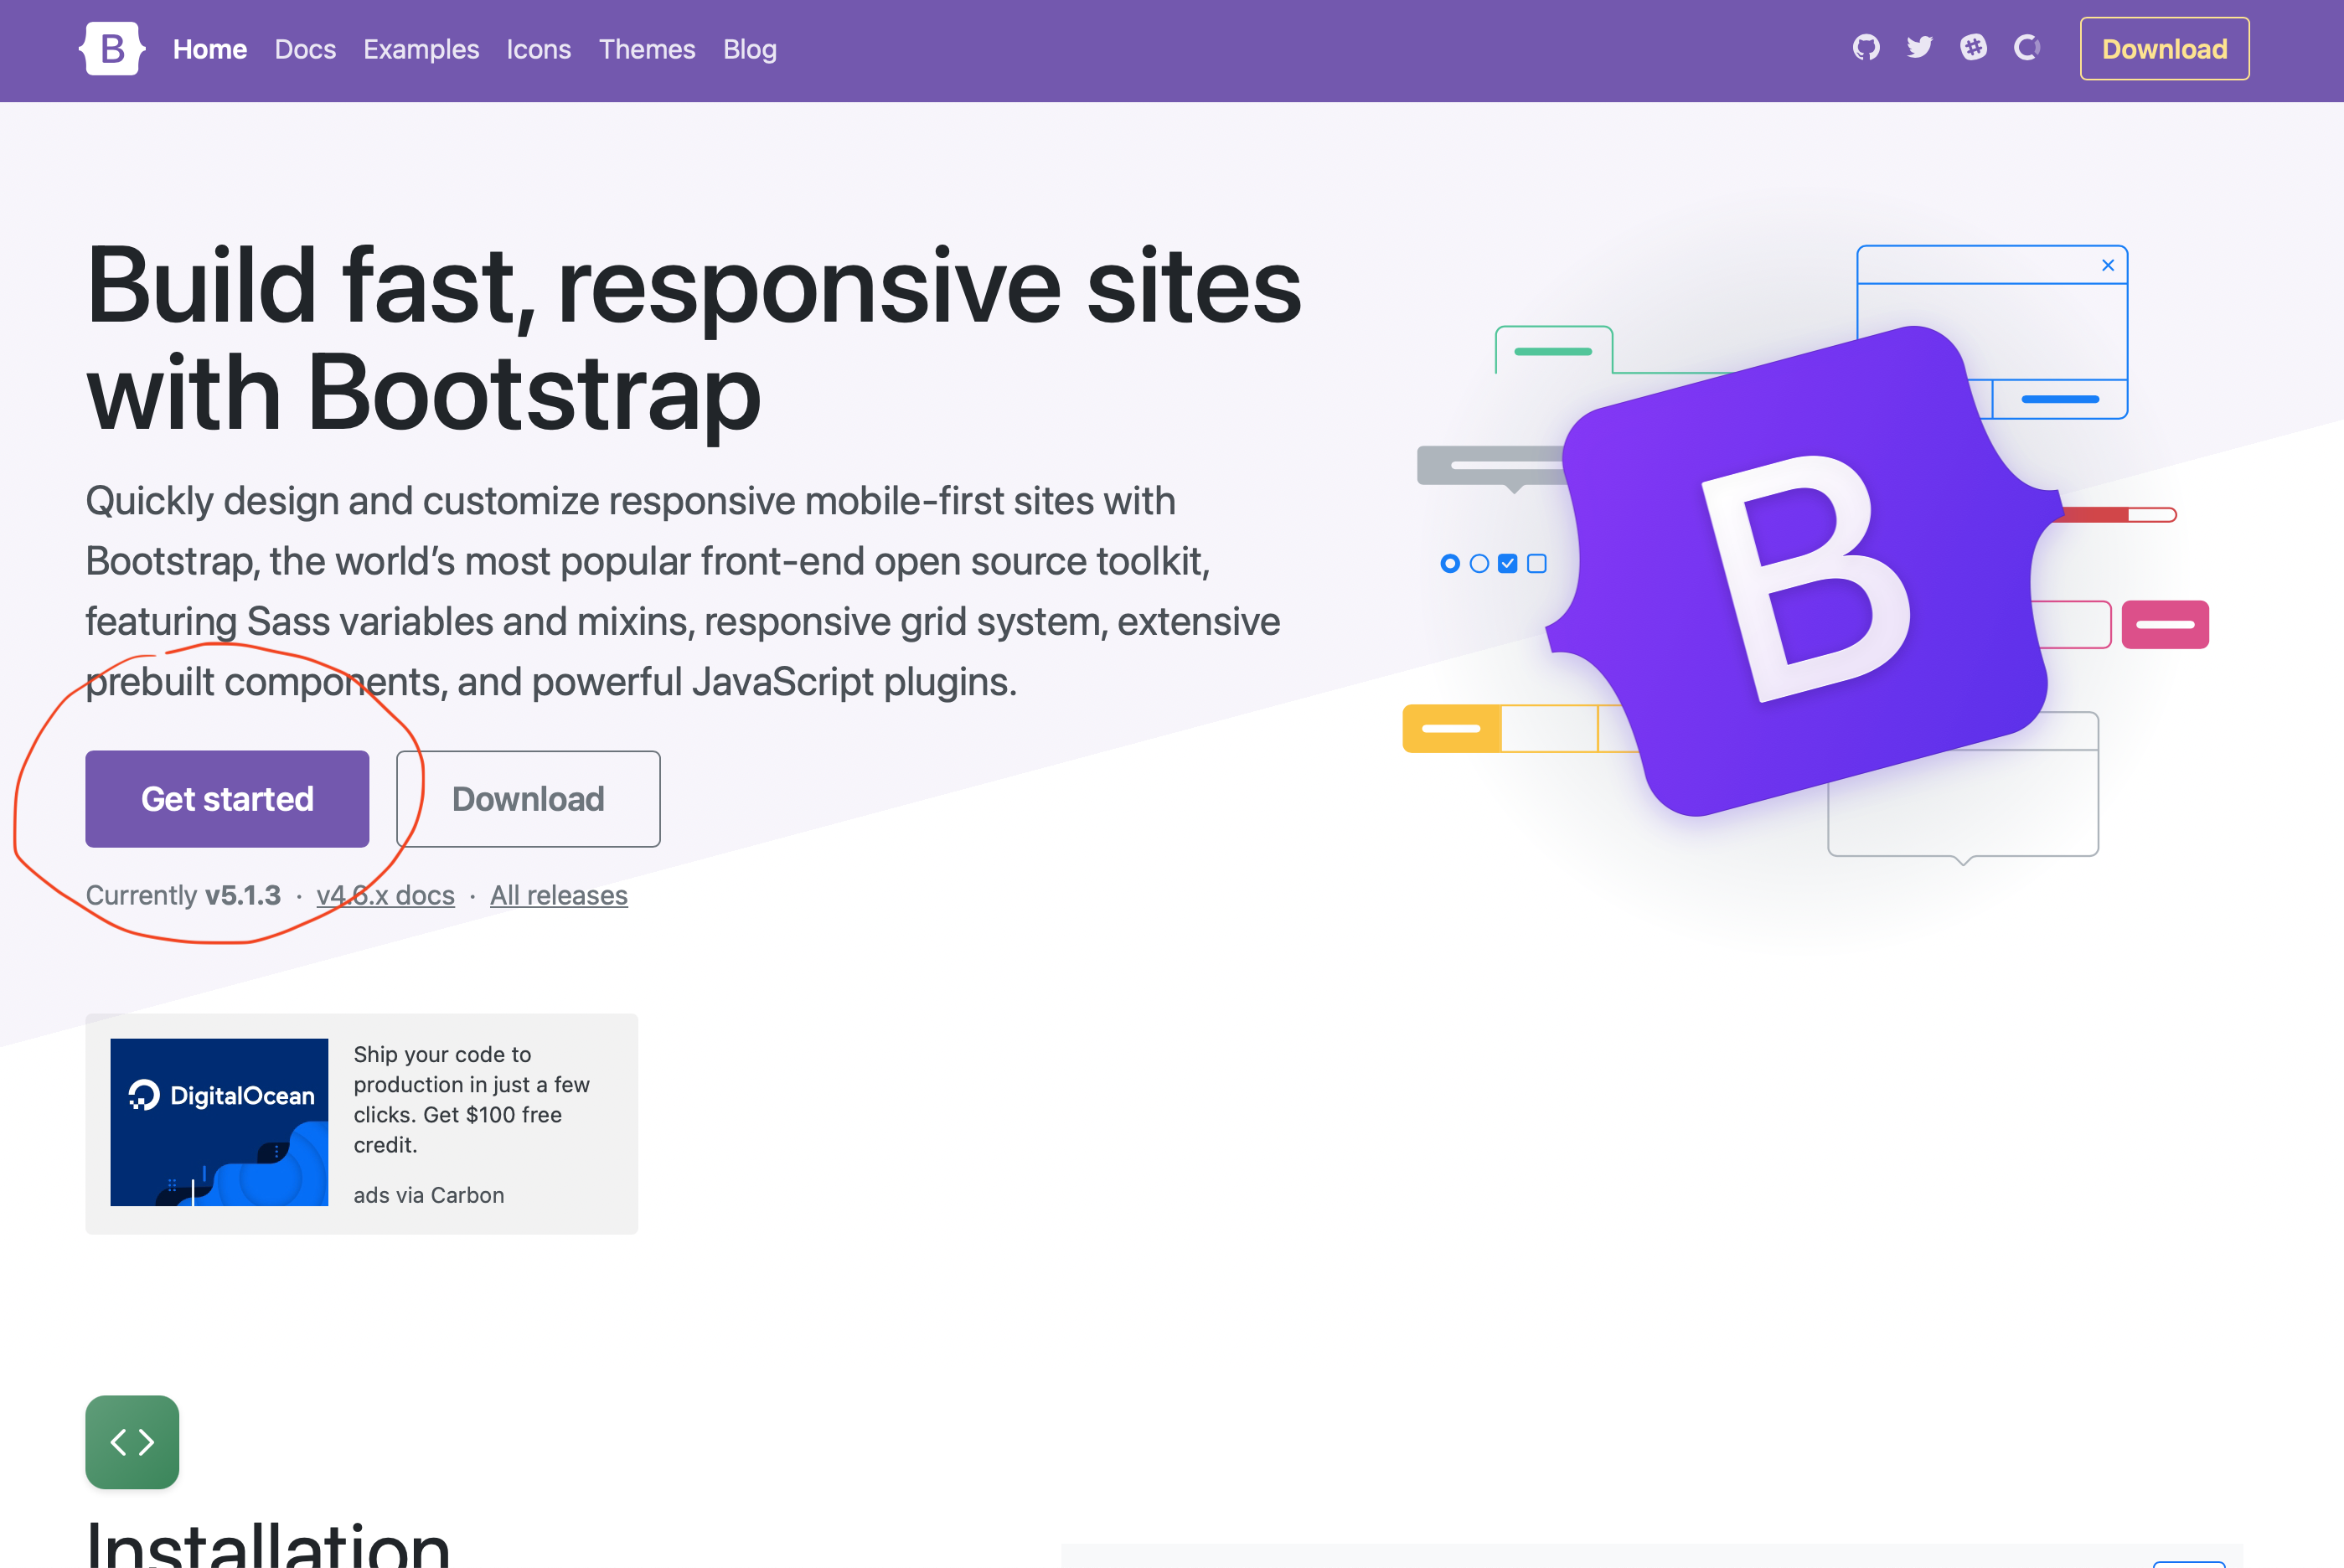 B Home Docs Examples Icons Themes Blog Download
Build fast, responsive sites
with Bootstrap
Quickly design and customize responsive mobile-first sites with
Bootstrap, the world’s most popular front-end open source toolkit,
featuring Sass variables and mixins, responsive grid system, extensive
prebuilt components, and powerful JavaScript plugins.
B
Get started Download
Currently v5.1.3 · v4.6.x docs · All releases
DigitalOcean
Ship your code to
production in just a few
clicks. Get $100 free
credit.
ads via Carbon
Installation